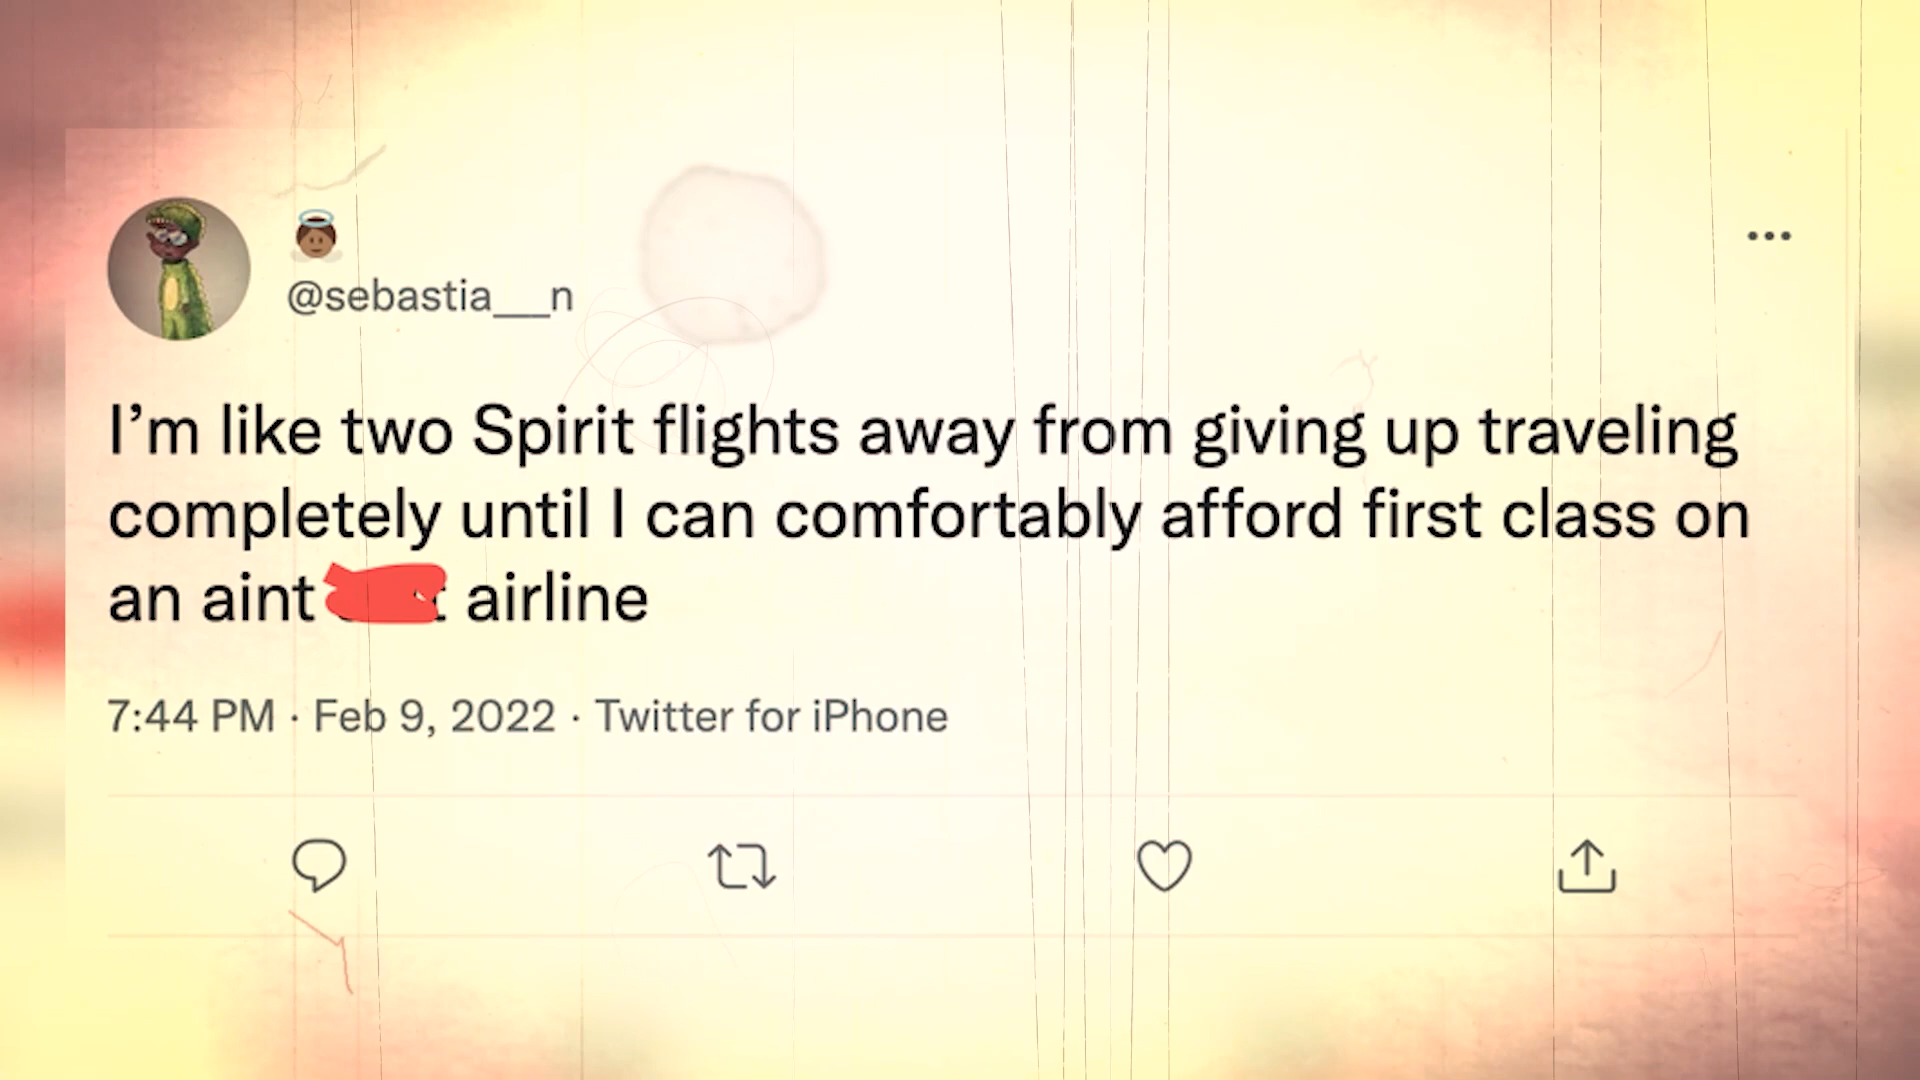 @sebastia__n
I’m like two Spirit flights away from giving up traveling
completely until I can comfortably afford first class on
an aint airline
7:44 PM · Feb 9, 2022 · Twitter for iPhone